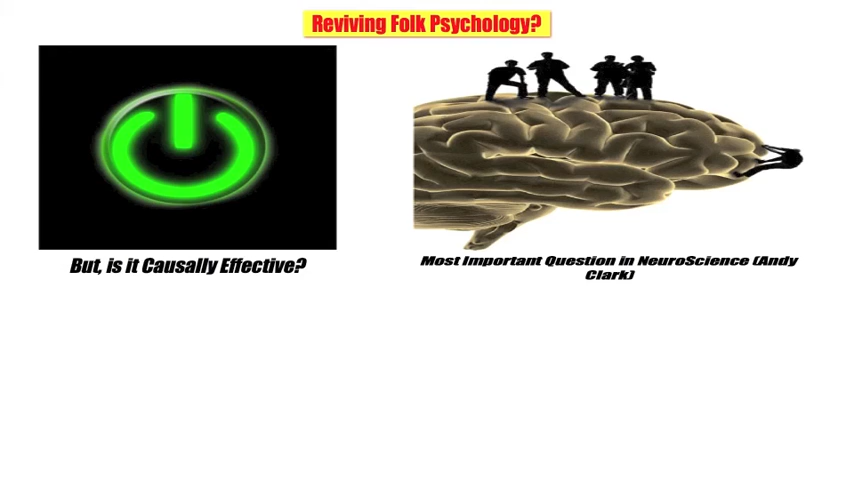 Reviving Folk Psychology?
But, is it Causally Effective?
Most Important Question in NeuroScience (Andy
Clark)